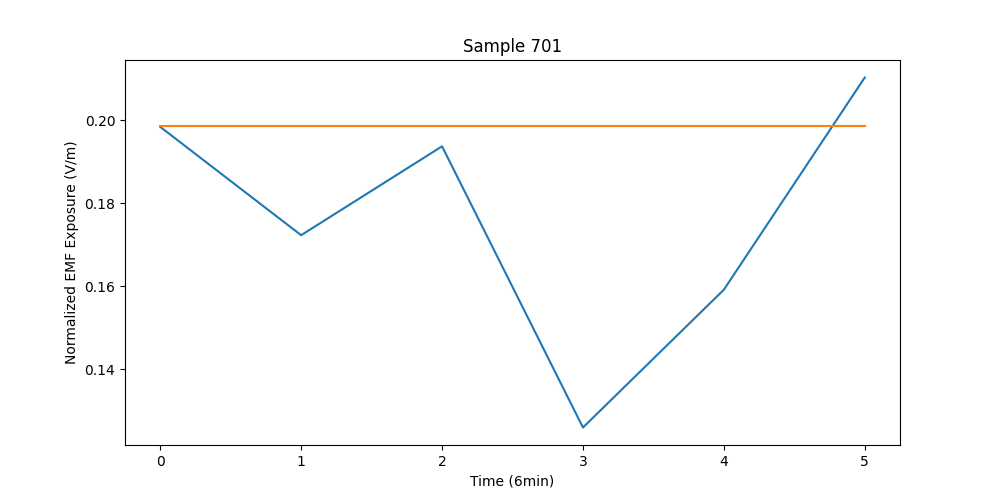 Sample 701
Normalized EMF Exposure (V/m)
0.20
0.18
0.16
0.14
0 1 2 3 4 5
Time (6min)